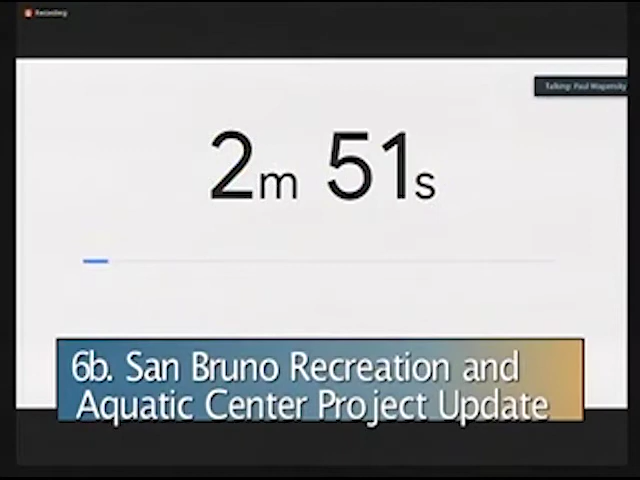 Recording
Talking: Paul Wapensky
2m 51s
6b. San Bruno Recreation and
Aquatic Center Project Update